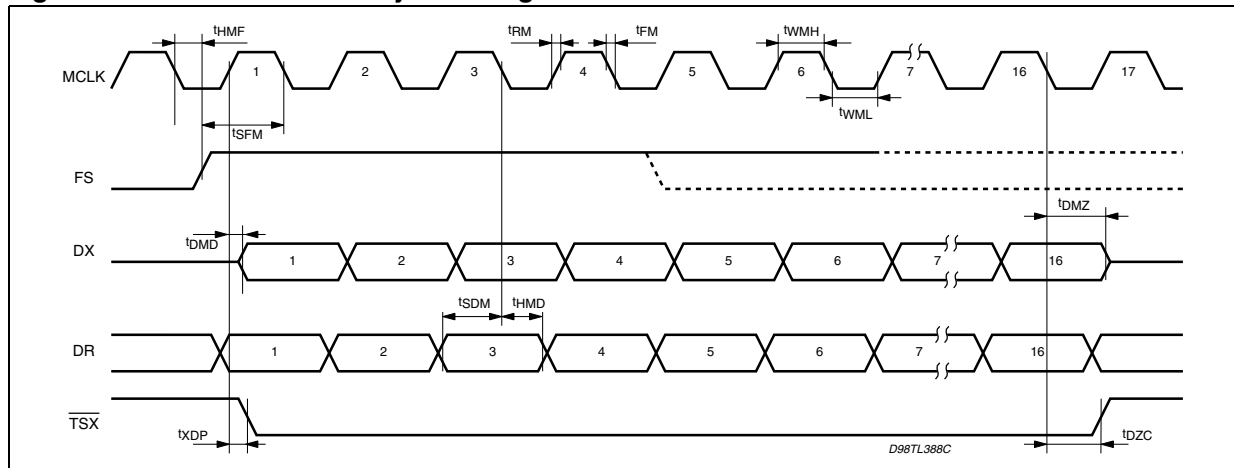 tHMF tRM tFM tWMH
MCLK 1 2 3 4 5 6 7 16 17
tSFM tWML
FS
tDMZ
tDMD
DX 1 2 3 4 5 6 7 16
tSDM tHMD
DR 1 2 3 4 5 6 7 16
TSX
tXDP tDZC
D98TL388C